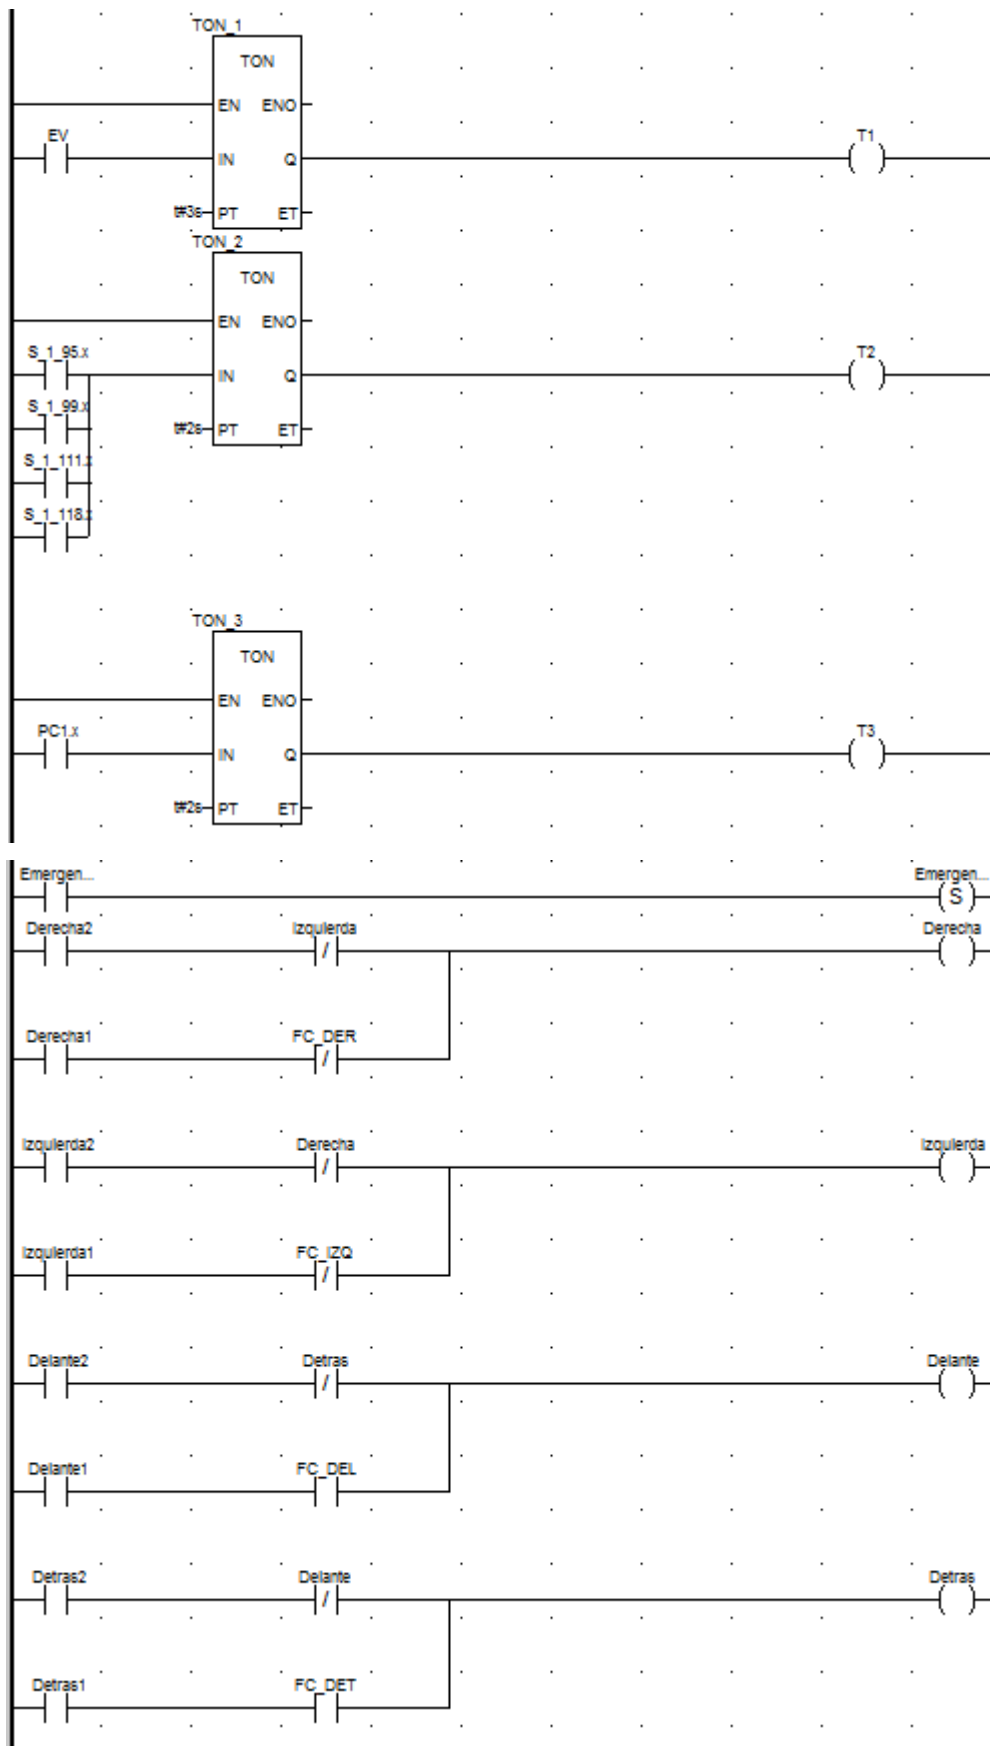 TON_1
TON
EN ENO
EV T1
IN Q
t#3s PT ET
TON_2
TON
EN ENO
S_1_95.x T2
IN Q
S_1_99.x
t#2s PT ET
S_1_111.x
S_1_118.x
TON_3
TON
EN ENO
PC1.x T3
IN Q
t#2s PT ET
Emergen... Emergen...
S
Derecha2 Izquierda Derecha
/
Derecha1 FC_DER
/
Izquierda2 Derecha Izquierda
/
Izquierda1 FC_IZQ
/
Delante2 Detras Delante
/
Delante1 FC_DEL
Detras2 Delante Detras
/
Detras1 FC_DET